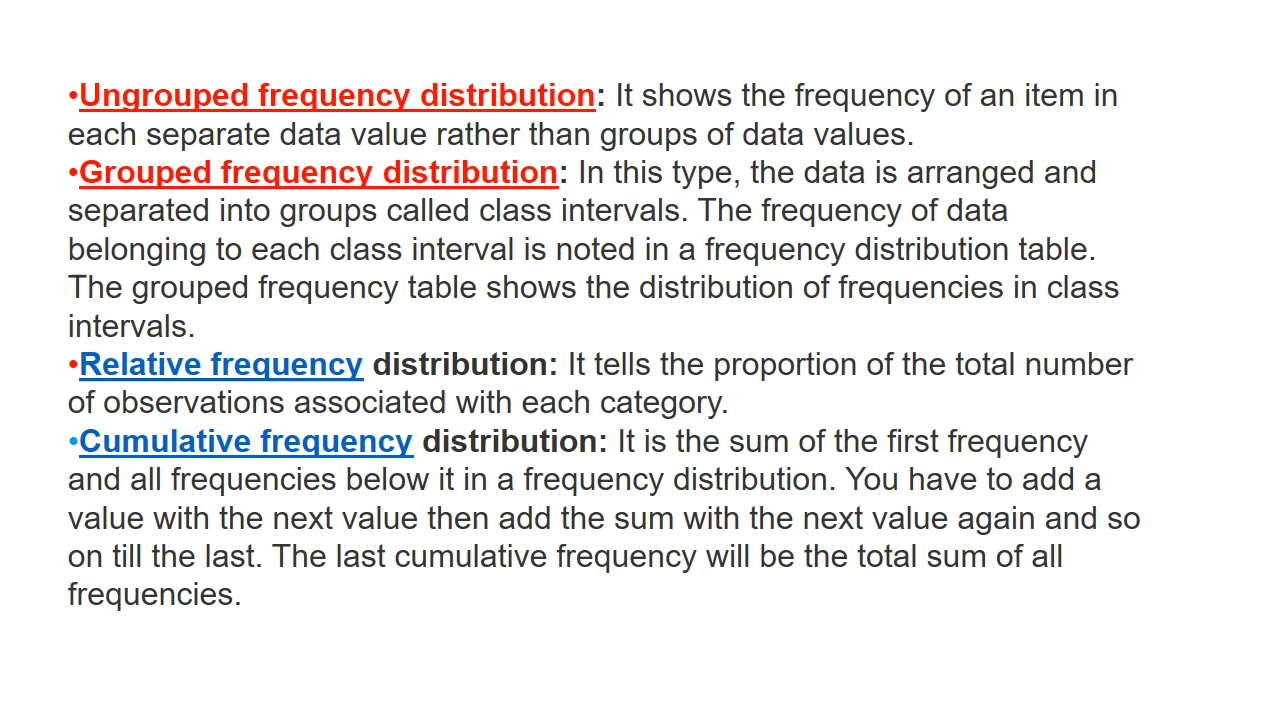 •Ungrouped frequency distribution: It shows the frequency of an item in
each separate data value rather than groups of data values.
•Grouped frequency distribution: In this type, the data is arranged and
separated into groups called class intervals. The frequency of data
belonging to each class interval is noted in a frequency distribution table.
The grouped frequency table shows the distribution of frequencies in class
intervals.
•Relative frequency distribution: It tells the proportion of the total number
of observations associated with each category.
•Cumulative frequency distribution: It is the sum of the first frequency
and all frequencies below it in a frequency distribution. You have to add a
value with the next value then add the sum with the next value again and so
on till the last. The last cumulative frequency will be the total sum of all
frequencies.